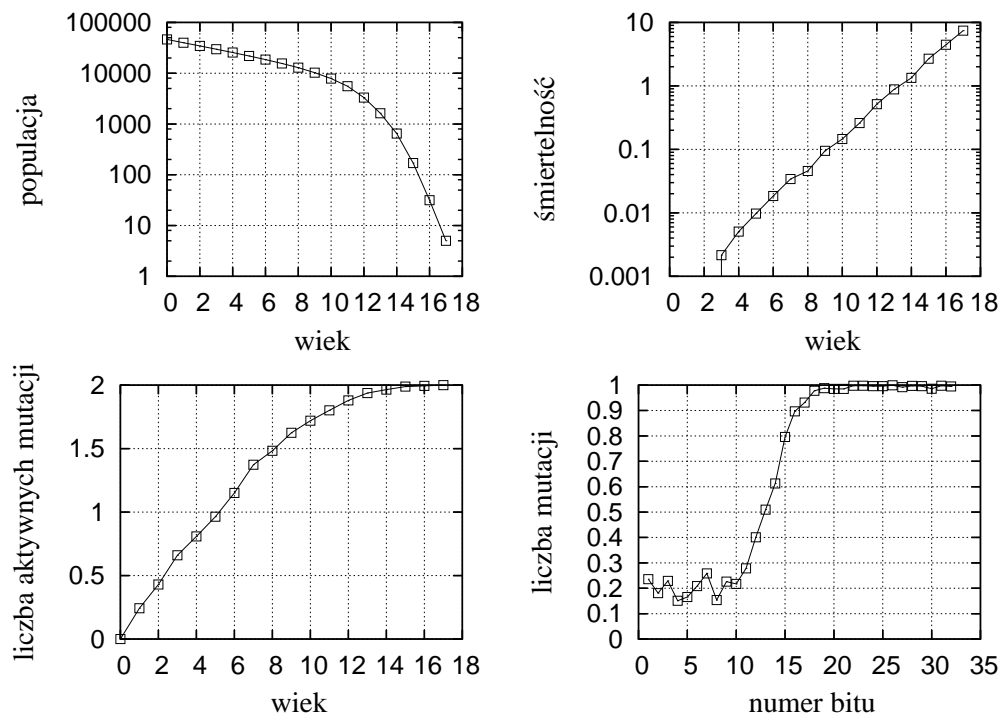 100000
10000
1000
100
10
1
0 2 4 6 8 10 12 14 16 18
populacja
wiek
10
1
0.1
0.01
0.001
0 2 4 6 8 10 12 14 16 18
śmiertelność
wiek
2
1.5
1
0.5
0
0 2 4 6 8 10 12 14 16 18
liczba aktywnych mutacji
wiek
1
0.9
0.8
0.7
0.6
0.5
0.4
0.3
0.2
0.1
0
0 5 10 15 20 25 30 35
liczba mutacji
numer bitu